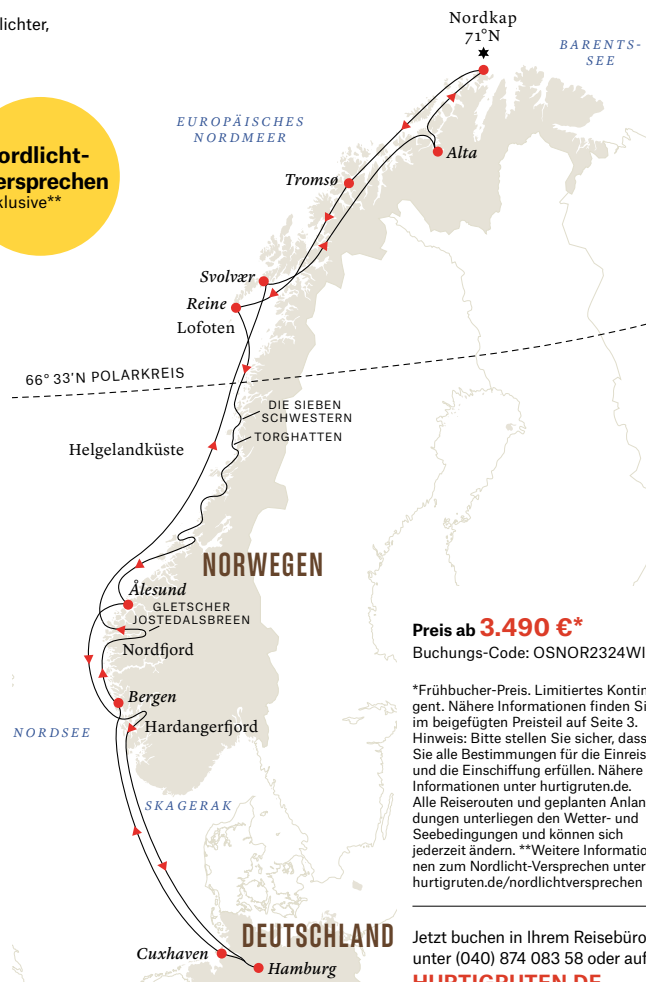 lichter,
Nordkap
71°N
BARENTS-
SEE
EUROPÄISCHES
NORDMEER
ordlicht-
ersprechen
klusive**
Alta
Tromsø
Svolvær
Reine
Lofoten
66° 33'N POLARKREIS
DIE SIEBEN
SCHWESTERN
TORGHATTEN
Helgelandküste
NORWEGEN
Ålesund
GLETSCHER
JOSTEDALSBREEN
Nordfjord
Bergen
Hardangerfjord
NORDSEE
SKAGERAK
DEUTSCHLAND
Cuxhaven
Hamburg
Preis ab 3.490 €*
Buchungs-Code: OSNOR2324WI
*Frühbucher-Preis. Limitiertes Kontin
gent. Nähere Informationen finden Si
im beigefügten Preisteil auf Seite 3.
Hinweis: Bitte stellen Sie sicher, dass
Sie alle Bestimmungen für die Einreis
und die Einschiffung erfüllen. Nähere
Informationen unter hurtigruten.de.
Alle Reiserouten und geplanten Anlan
dungen unterliegen den Wetter- und
Seebedingungen und können sich
jederzeit ändern. **Weitere Informatio
nen zum Nordlicht-Versprechen unter
hurtigruten.de/nordlichtversprechen
Jetzt buchen in Ihrem Reisebüro
unter (040) 874 083 58 oder auf
HURTIGRUTEN.DE